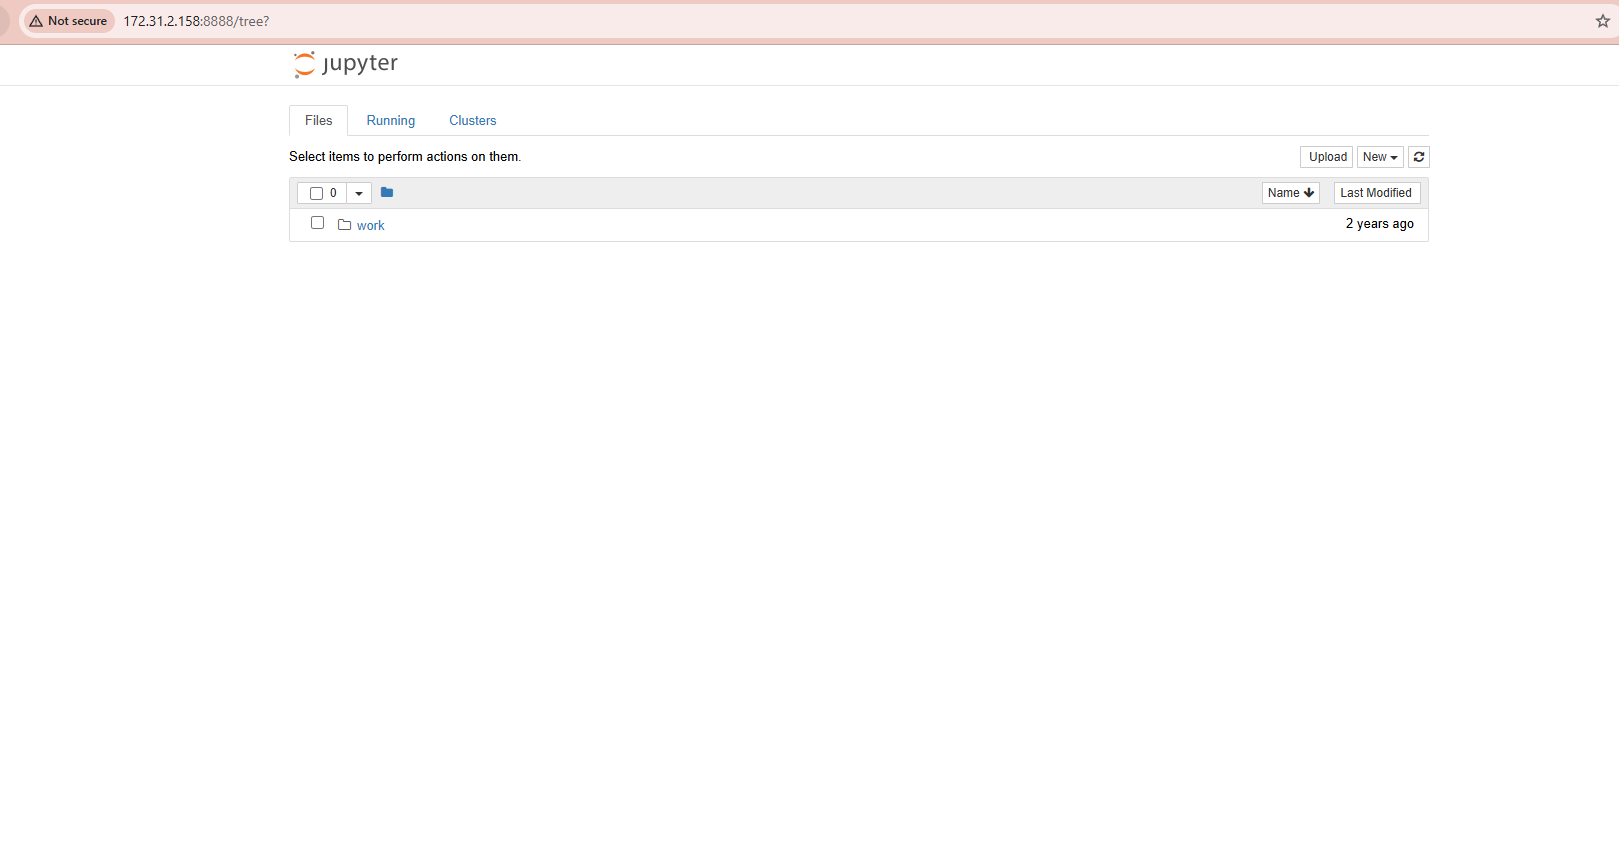 Not secure 172.31.2.158:8888/tree?
jupyter
Files Running Clusters
Select items to perform actions on them. Upload New
0 Name Last Modified
work 2 years ago